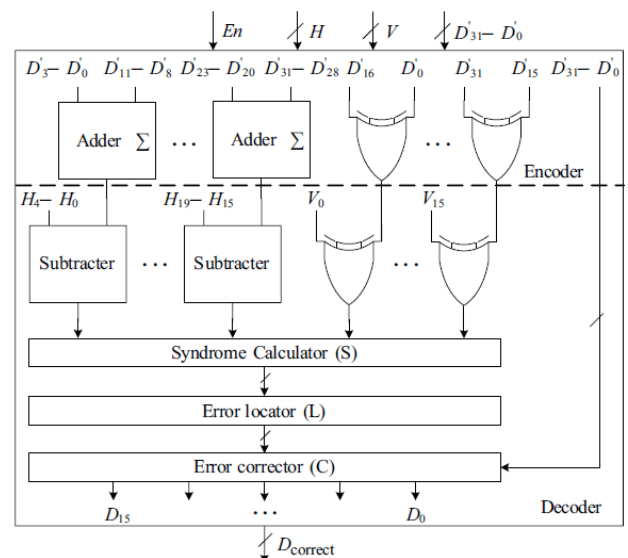 En H V D'31– D'0
D'3– D'0 D'11– D'8 D'23– D'20 D'31– D'28 D'16 D'0 D'31 D'15 D'31– D'0
Adder Σ ... Adder Σ ...
Encoder
H4– H0 H19– H15 V0 V15
Subtracter ... Subtracter ...
Syndrome Calculator (S)
Error locator (L)
Error corrector (C)
D15 ... D0
Decoder
Dcorrect